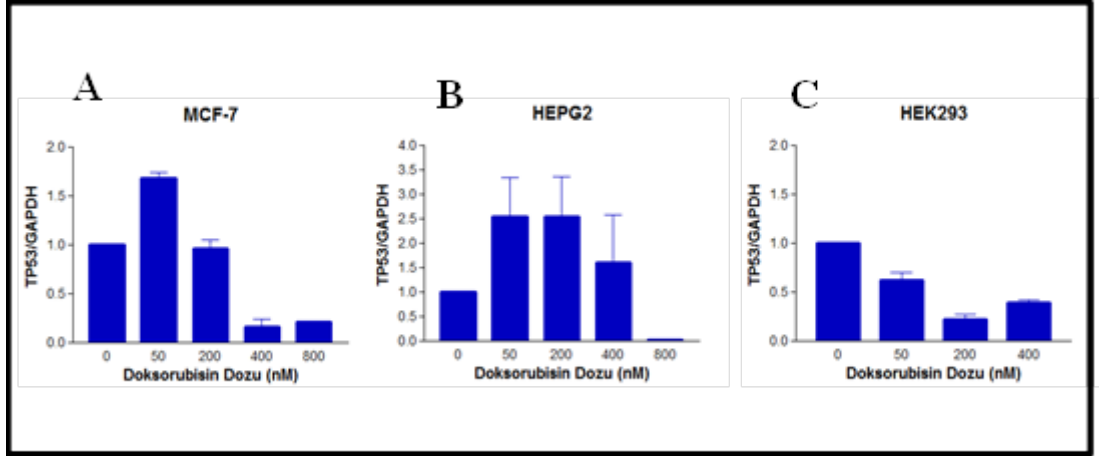 A
MCF-7
TP53/GAPDH
2.0
1.5
1.0
0.5
0.0
0 50 200 400 800
Doksorubisin Dozu (nM)
B
HEPG2
TP53/GAPDH
4.0
3.5
3.0
2.5
2.0
1.5
1.0
0.5
0.0
0 50 200 400 800
Doksorubisin Dozu (nM)
C
HEK293
TP53/GAPDH
2.0
1.5
1.0
0.5
0.0
0 50 200 400
Doksorubisin Dozu (nM)